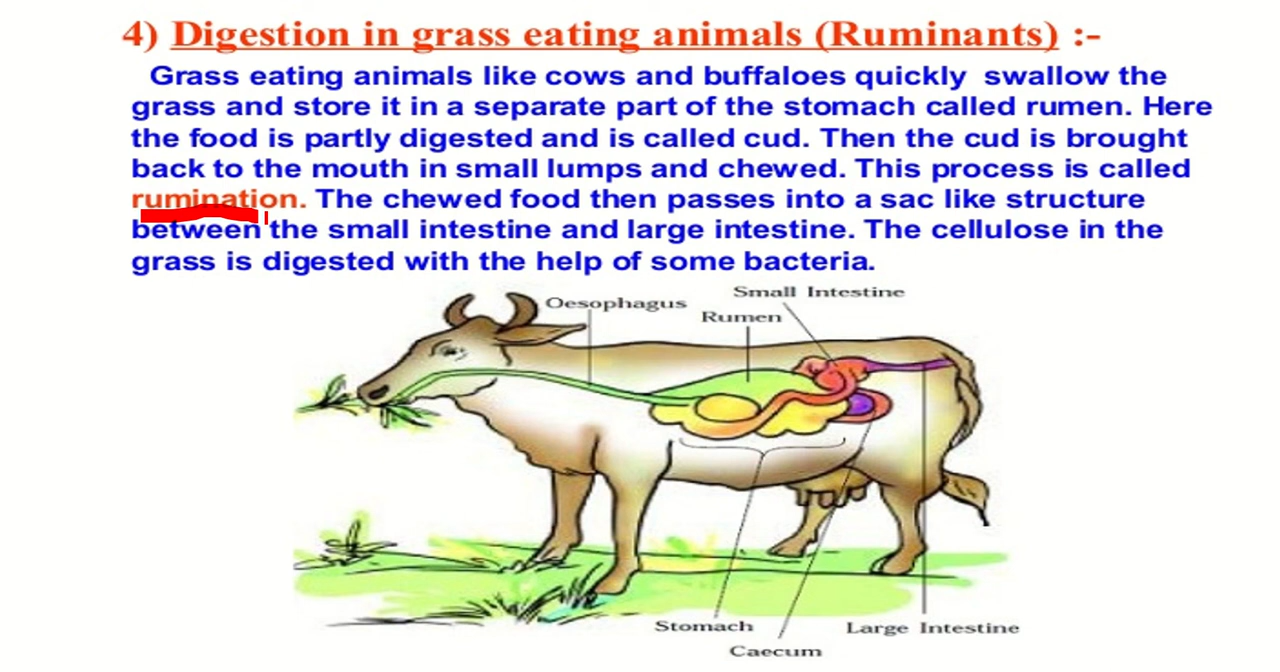 4) Digestion in grass eating animals (Ruminants) :-
Grass eating animals like cows and buffaloes quickly swallow the
grass and store it in a separate part of the stomach called rumen. Here
the food is partly digested and is called cud. Then the cud is brought
back to the mouth in small lumps and chewed. This process is called
rumination. The chewed food then passes into a sac like structure
between the small intestine and large intestine. The cellulose in the
grass is digested with the help of some bacteria.
Small Intestine
Oesophagus
Rumen
Stomach
Large Intestine
Caecum